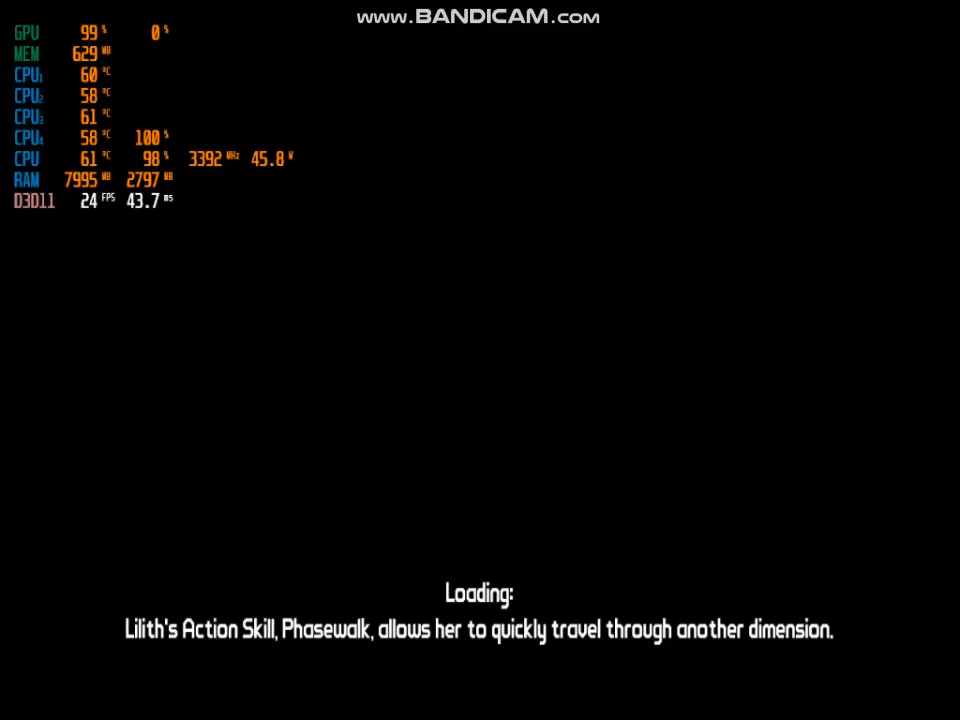 www.BANDICAM.com
GPU 99 % 0 %
MEM 629 MB
CPU1 60 °C
CPU2 58 °C
CPU3 61 °C
CPU4 58 °C 100 %
CPU 61 °C 98 % 3392 MHz 45.8 W
RAM 7995 MB 2797 MB
D3D11 24 FPS 43.7 ms
Loading:
Lilith's Action Skill, Phasewalk, allows her to quickly travel through another dimension.